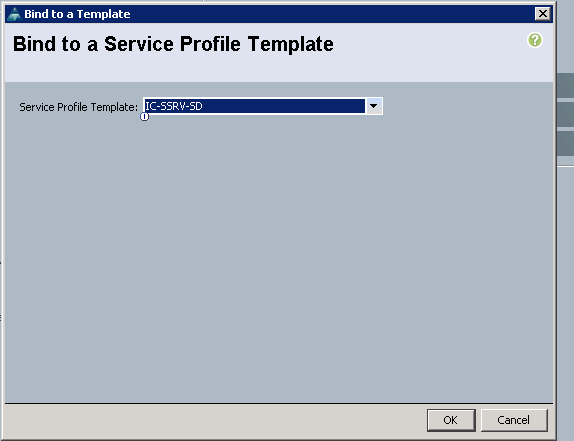 Bind to a Template
Bind to a Service Profile Template
Service Profile Template: IC-SSRV-SD
OK Cancel